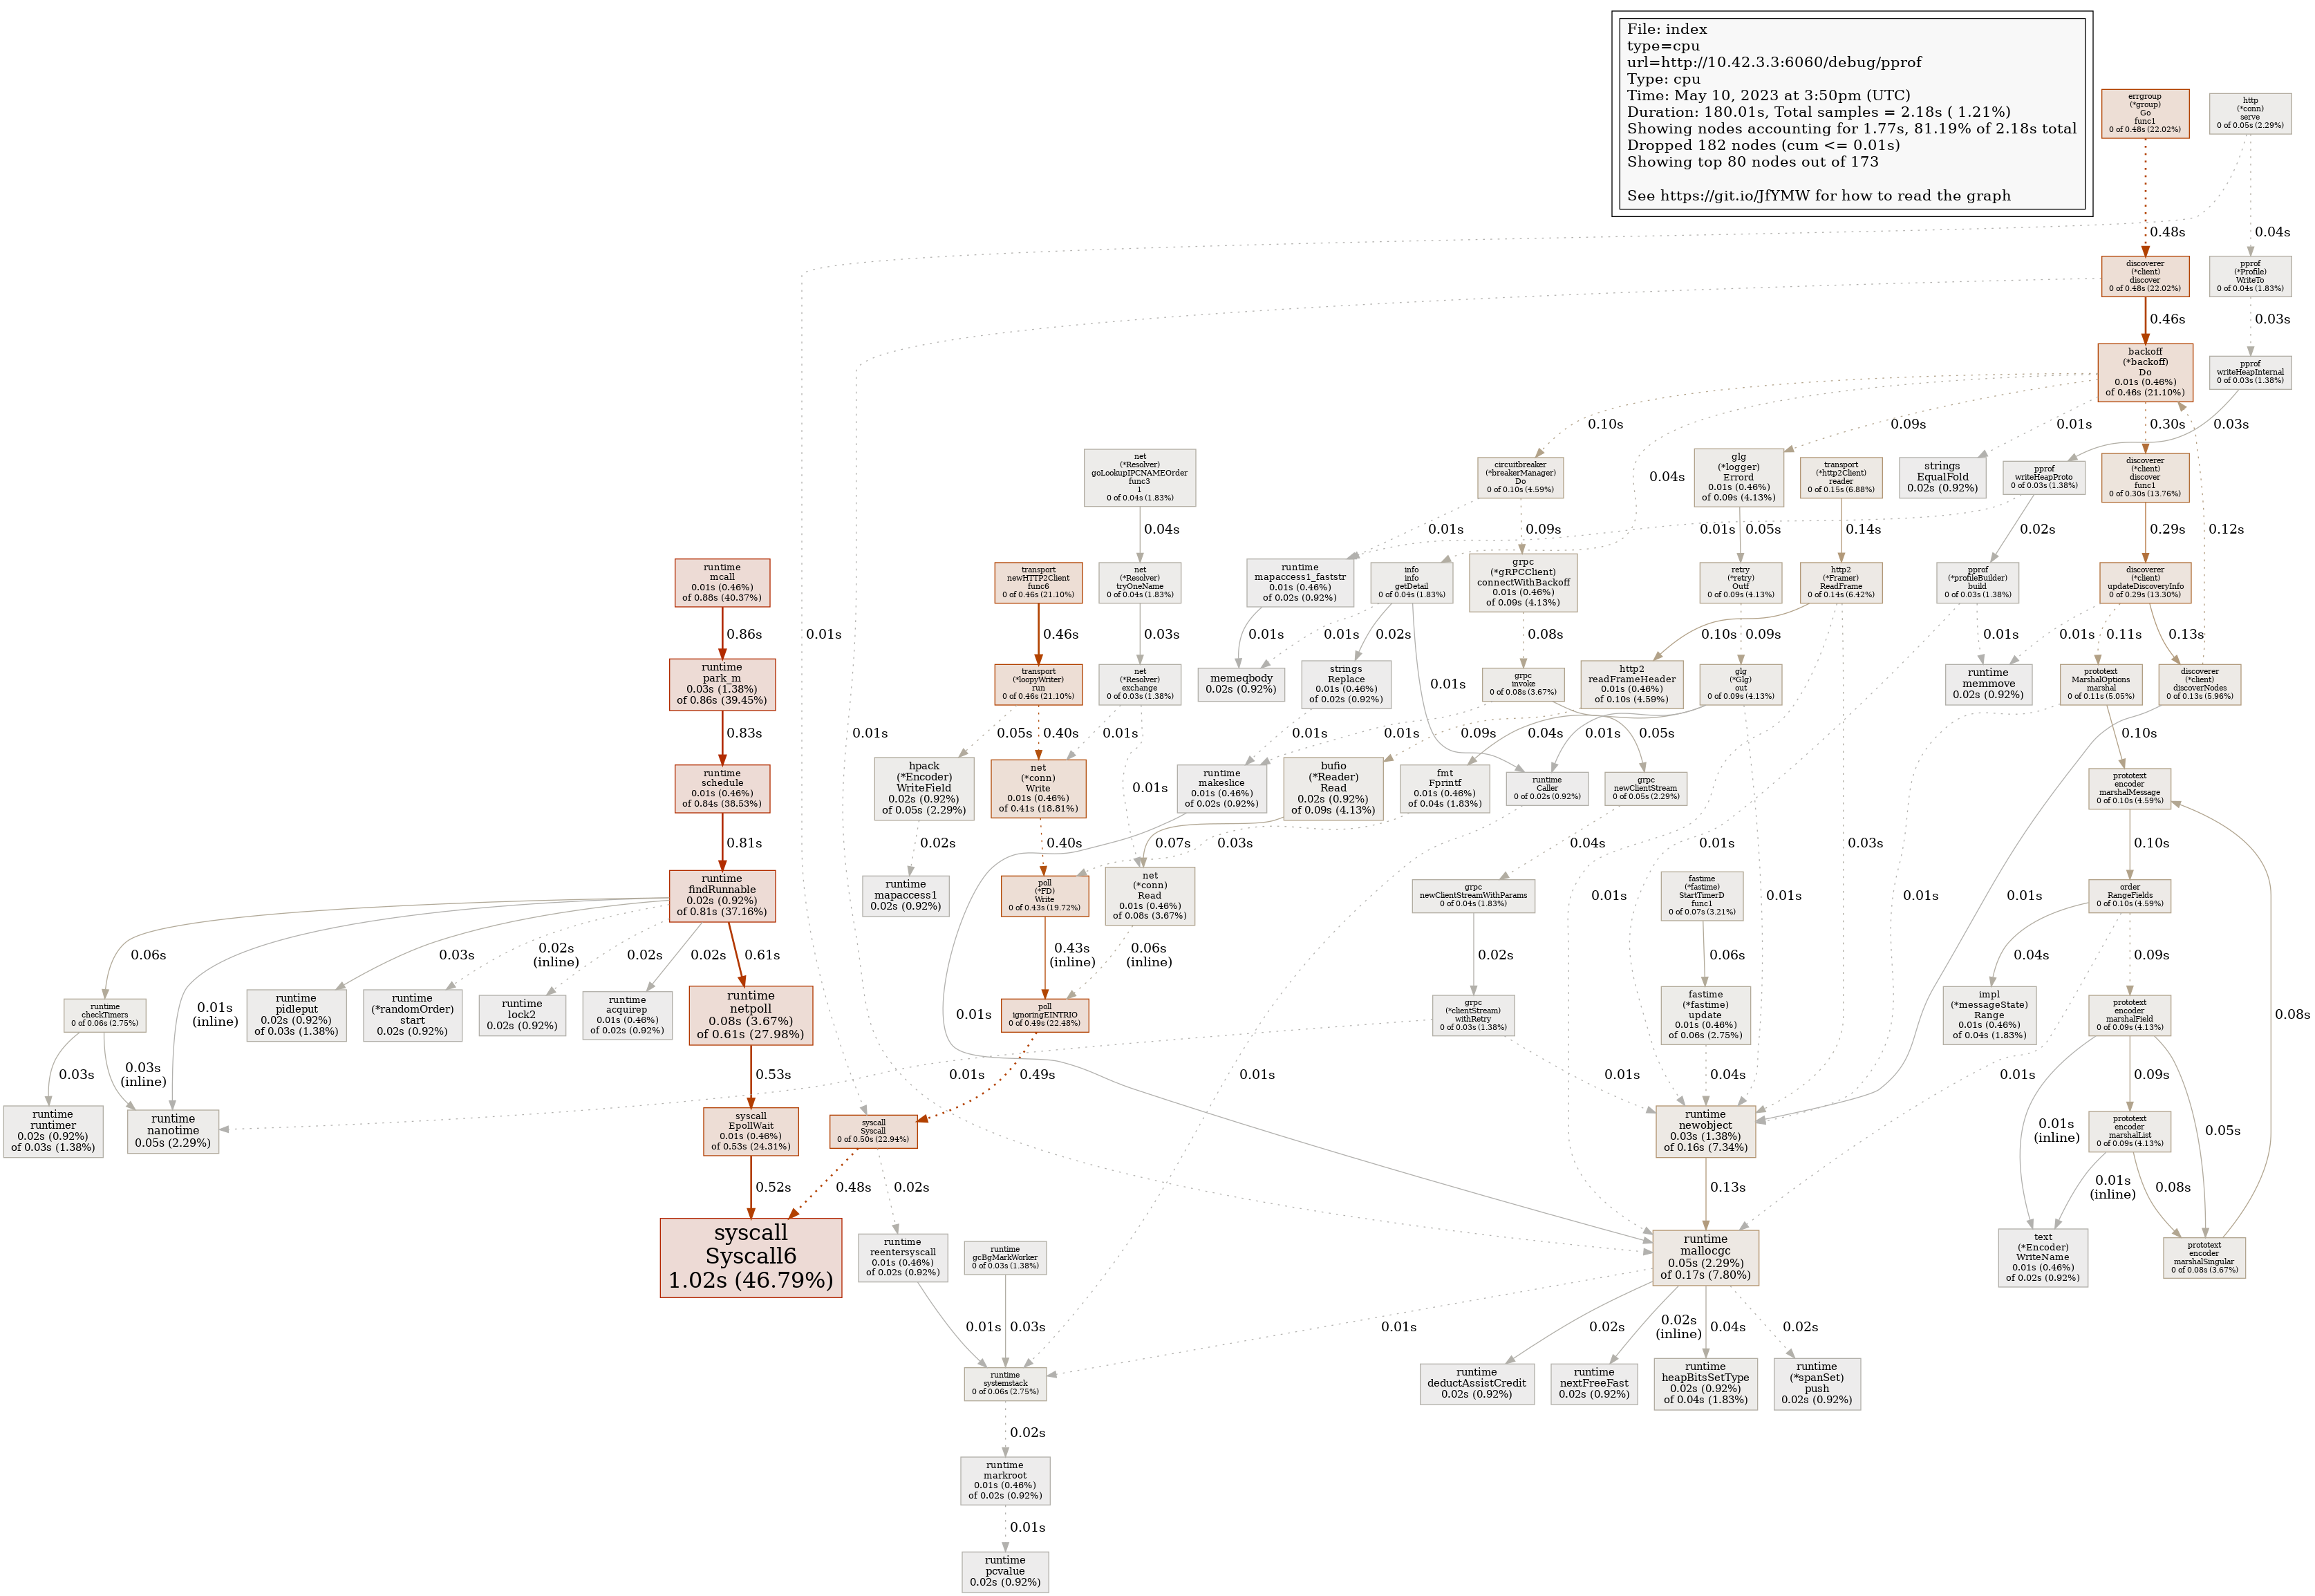 File: index
type=cpu
url=http://10.42.3.3:6060/debug/pprof
Type: cpu
Time: May 10, 2023 at 3:50pm (UTC)
Duration: 180.01s, Total samples = 2.18s ( 1.21%)
Showing nodes accounting for 1.77s, 81.19% of 2.18s total
Dropped 182 nodes (cum <= 0.01s)
Showing top 80 nodes out of 173
See https://git.io/JfYMW for how to read the graph
errgroup
(*group)
Go
func1
0 of 0.48s (22.02%)
http
(*conn)
serve
0 of 0.05s (2.29%)
0.48s
0.04s
discoverer
(*client)
discover
0 of 0.48s (22.02%)
pprof
(*Profile)
WriteTo
0 of 0.04s (1.83%)
0.46s
0.03s
backoff
(*backoff)
Do
0.01s (0.46%)
of 0.46s (21.10%)
pprof
writeHeapInternal
0 of 0.03s (1.38%)
0.10s
0.09s
0.01s
0.30s
0.03s
net
(*Resolver)
goLookupIPCNAMEOrder
func3
1
0 of 0.04s (1.83%)
circuitbreaker
(*breakerManager)
Do
0 of 0.10s (4.59%)
0.04s
glg
(*logger)
Errord
0.01s (0.46%)
of 0.09s (4.13%)
transport
(*http2Client)
reader
0 of 0.15s (6.88%)
strings
EqualFold
0.02s (0.92%)
pprof
writeHeapProto
0 of 0.03s (1.38%)
discoverer
(*client)
discover
func1
0 of 0.30s (13.76%)
0.04s
0.01s
0.09s
0.01s
0.05s
0.14s
0.02s
0.29s
0.12s
runtime
mcall
0.01s (0.46%)
of 0.88s (40.37%)
transport
newHTTP2Client
func6
0 of 0.46s (21.10%)
net
(*Resolver)
tryOneName
0 of 0.04s (1.83%)
runtime
mapaccess1_faststr
0.01s (0.46%)
of 0.02s (0.92%)
info
info
getDetail
0 of 0.04s (1.83%)
grpc
(*gRPCClient)
connectWithBackoff
0.01s (0.46%)
of 0.09s (4.13%)
retry
(*retry)
Outf
0 of 0.09s (4.13%)
http2
(*Framer)
ReadFrame
0 of 0.14s (6.42%)
pprof
(*profileBuilder)
build
0 of 0.03s (1.38%)
discoverer
(*client)
updateDiscoveryInfo
0 of 0.29s (13.30%)
0.86s
0.01s
0.46s
0.03s
0.01s
0.01s
0.02s
0.08s
0.10s
0.09s
0.01s
0.01s
0.11s
0.13s
runtime
park_m
0.03s (1.38%)
of 0.86s (39.45%)
transport
(*loopyWriter)
run
0 of 0.46s (21.10%)
net
(*Resolver)
exchange
0 of 0.03s (1.38%)
memeqbody
0.02s (0.92%)
strings
Replace
0.01s (0.46%)
of 0.02s (0.92%)
0.01s
grpc
invoke
0 of 0.08s (3.67%)
http2
readFrameHeader
0.01s (0.46%)
of 0.10s (4.59%)
glg
(*Glg)
out
0 of 0.09s (4.13%)
runtime
memmove
0.02s (0.92%)
prototext
MarshalOptions
marshal
0 of 0.11s (5.05%)
discoverer
(*client)
discoverNodes
0 of 0.13s (5.96%)
0.83s
0.01s
0.05s
0.40s
0.01s
0.01s
0.01s
0.09s
0.04s
0.01s
0.05s
0.10s
runtime
schedule
0.01s (0.46%)
of 0.84s (38.53%)
hpack
(*Encoder)
WriteField
0.02s (0.92%)
of 0.05s (2.29%)
net
(*conn)
Write
0.01s (0.46%)
of 0.41s (18.81%)
0.01s
runtime
makeslice
0.01s (0.46%)
of 0.02s (0.92%)
bufio
(*Reader)
Read
0.02s (0.92%)
of 0.09s (4.13%)
fmt
Fprintf
0.01s (0.46%)
of 0.04s (1.83%)
runtime
Caller
0 of 0.02s (0.92%)
grpc
newClientStream
0 of 0.05s (2.29%)
prototext
encoder
marshalMessage
0 of 0.10s (4.59%)
0.81s
0.02s
0.40s
0.07s
0.03s
0.04s
0.01s
0.03s
0.10s
runtime
findRunnable
0.02s (0.92%)
of 0.81s (37.16%)
runtime
mapaccess1
0.02s (0.92%)
poll
(*FD)
Write
0 of 0.43s (19.72%)
net
(*conn)
Read
0.01s (0.46%)
of 0.08s (3.67%)
grpc
newClientStreamWithParams
0 of 0.04s (1.83%)
0.01s
fastime
(*fastime)
StartTimerD
func1
0 of 0.07s (3.21%)
0.01s
0.01s
0.01s
order
RangeFields
0 of 0.10s (4.59%)
0.06s
0.03s
0.02s
(inline)
0.02s
0.02s
0.61s
0.43s
(inline)
0.06s
(inline)
0.02s
0.06s
0.04s
0.09s
runtime
checkTimers
0 of 0.06s (2.75%)
0.01s
(inline)
runtime
pidleput
0.02s (0.92%)
of 0.03s (1.38%)
runtime
(*randomOrder)
start
0.02s (0.92%)
runtime
lock2
0.02s (0.92%)
runtime
acquirep
0.01s (0.46%)
of 0.02s (0.92%)
runtime
netpoll
0.08s (3.67%)
of 0.61s (27.98%)
0.01s
poll
ignoringEINTRIO
0 of 0.49s (22.48%)
grpc
(*clientStream)
withRetry
0 of 0.03s (1.38%)
fastime
(*fastime)
update
0.01s (0.46%)
of 0.06s (2.75%)
impl
(*messageState)
Range
0.01s (0.46%)
of 0.04s (1.83%)
prototext
encoder
marshalField
0 of 0.09s (4.13%)
0.08s
0.03s
0.03s
(inline)
0.53s
0.01s
0.49s
0.01s
0.01s
0.04s
0.01s
0.09s
runtime
runtimer
0.02s (0.92%)
of 0.03s (1.38%)
runtime
nanotime
0.05s (2.29%)
syscall
EpollWait
0.01s (0.46%)
of 0.53s (24.31%)
syscall
Syscall
0 of 0.50s (22.94%)
runtime
newobject
0.03s (1.38%)
of 0.16s (7.34%)
0.01s
(inline)
prototext
encoder
marshalList
0 of 0.09s (4.13%)
0.05s
0.52s
0.48s
0.02s
0.13s
0.01s
(inline)
0.08s
syscall
Syscall6
1.02s (46.79%)
runtime
reentersyscall
0.01s (0.46%)
of 0.02s (0.92%)
runtime
gcBgMarkWorker
0 of 0.03s (1.38%)
runtime
mallocgc
0.05s (2.29%)
of 0.17s (7.80%)
text
(*Encoder)
WriteName
0.01s (0.46%)
of 0.02s (0.92%)
prototext
encoder
marshalSingular
0 of 0.08s (3.67%)
0.01s
0.03s
0.01s
0.02s
0.02s
(inline)
0.04s
0.02s
runtime
systemstack
0 of 0.06s (2.75%)
runtime
deductAssistCredit
0.02s (0.92%)
runtime
nextFreeFast
0.02s (0.92%)
runtime
heapBitsSetType
0.02s (0.92%)
of 0.04s (1.83%)
runtime
(*spanSet)
push
0.02s (0.92%)
0.02s
runtime
markroot
0.01s (0.46%)
of 0.02s (0.92%)
0.01s
runtime
pcvalue
0.02s (0.92%)